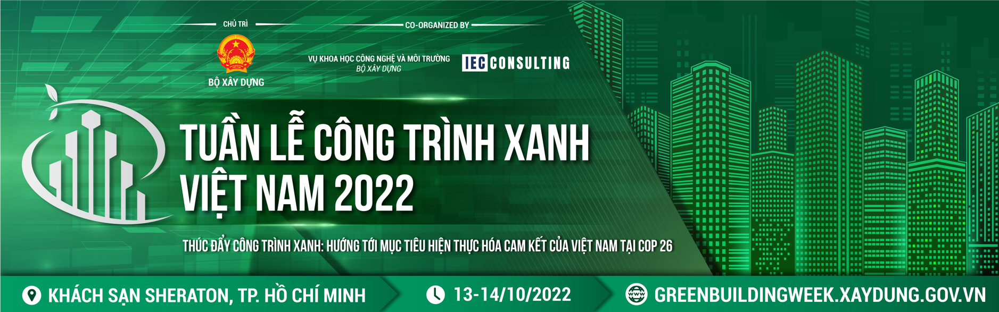 CHỦ TRÌ
BỘ XÂY DỰNG
CO-ORGANIZED BY
VỤ KHOA HỌC CÔNG NGHỆ VÀ MÔI TRƯỜNG
BỘ XÂY DỰNG
IEC CONSULTING
TUẦN LỄ CÔNG TRÌNH XANH
VIỆT NAM 2022
THÚC ĐẨY CÔNG TRÌNH XANH: HƯỚNG TỚI MỤC TIÊU HIỆN THỰC HÓA CAM KẾT CỦA VIỆT NAM TẠI COP 26
KHÁCH SẠN SHERATON, TP. HỒ CHÍ MINH
13-14/10/2022
WWW
GREENBUILDINGWEEK.XAYDUNG.GOV.VN